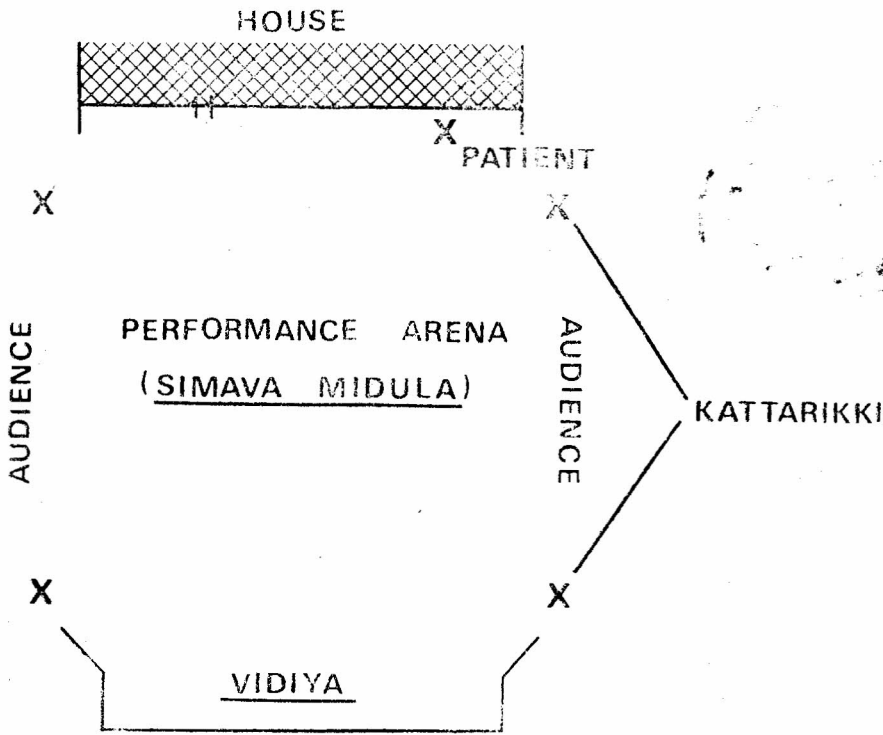 HOUSE
X
PATIENT
X
X
AUDIENCE
PERFORMANCE ARENA
(SIMAVA MIDULA)
AUDIENCE
KATTARIKKI
X
X
VIDIYA